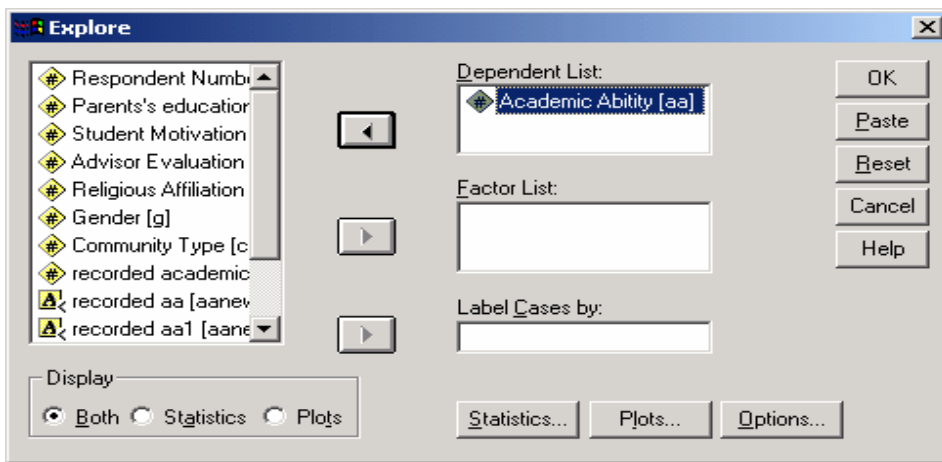 Explore
Respondent Numbe
Parents's education
Student Motivation
Advisor Evaluation
Religious Affiliation
Gender [g]
Community Type [c
recorded academic
recorded aa [aanew
recorded aa1 [aane
Display
Both
Statistics
Plots
Dependent List:
Academic Abitity [aa]
Factor List:
Label Cases by:
Statistics...
Plots...
Options...
OK
Paste
Reset
Cancel
Help